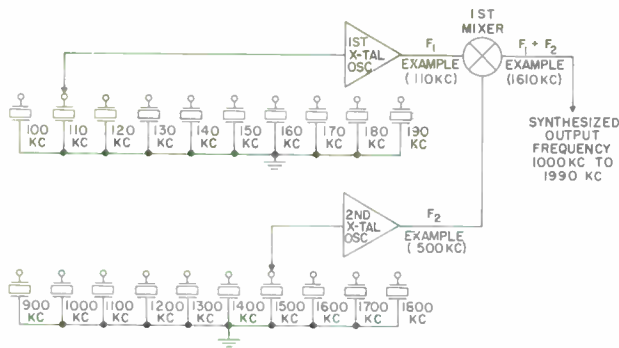 1ST
MIXER
1ST
X-TAL
OSC
F1
EXAMPLE
(110KC)
F1 + F2
EXAMPLE
(1610KC)
SYNTHESIZED
OUTPUT
FREQUENCY
1000KC TO
1990 KC
100 KC
110 KC
120 KC
130 KC
140 KC
150 KC
160 KC
170 KC
180 KC
190 KC
2ND
X-TAL
OSC
F2
EXAMPLE
( 500KC)
900 KC
1000 KC
1100 KC
1200 KC
1300 KC
1400 KC
1500 KC
1600 KC
1700 KC
1800 KC